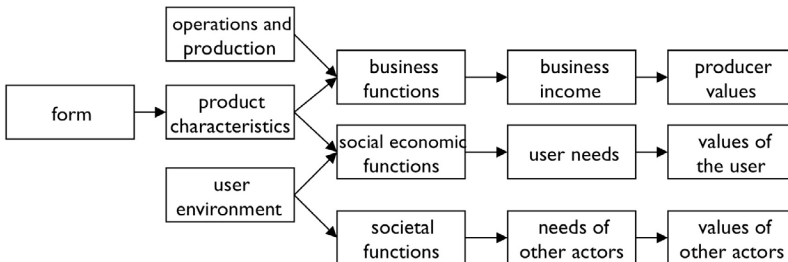 operations and
production
business
functions
business
income
producer
values
form
product
characteristics
social economic
functions
user needs
values of
the user
user
environment
societal
functions
needs of
other actors
values of
other actors